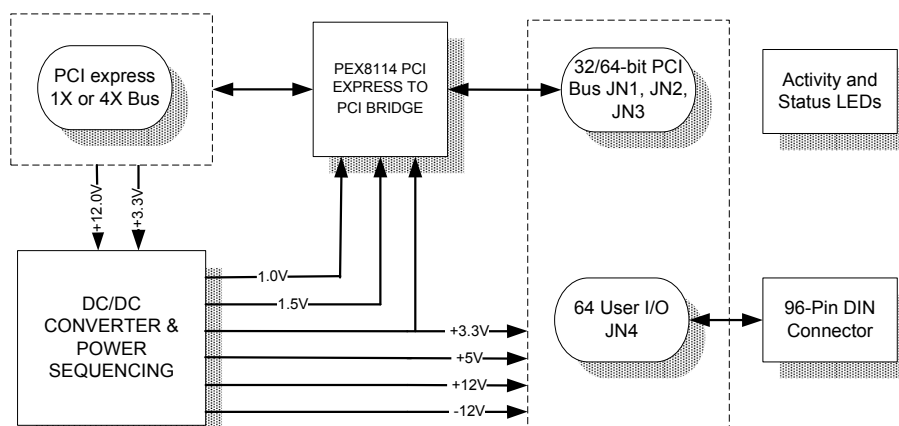 PCI express
1X or 4X Bus
PEX8114 PCI
EXPRESS TO
PCI BRIDGE
32/64-bit PCI
Bus JN1, JN2,
JN3
Activity and
Status LEDs
+12.0V
+3.3V
DC/DC
CONVERTER &
POWER
SEQUENCING
1.0V
1.5V
+3.3V
+5V
+12V
-12V
64 User I/O
JN4
96-Pin DIN
Connector